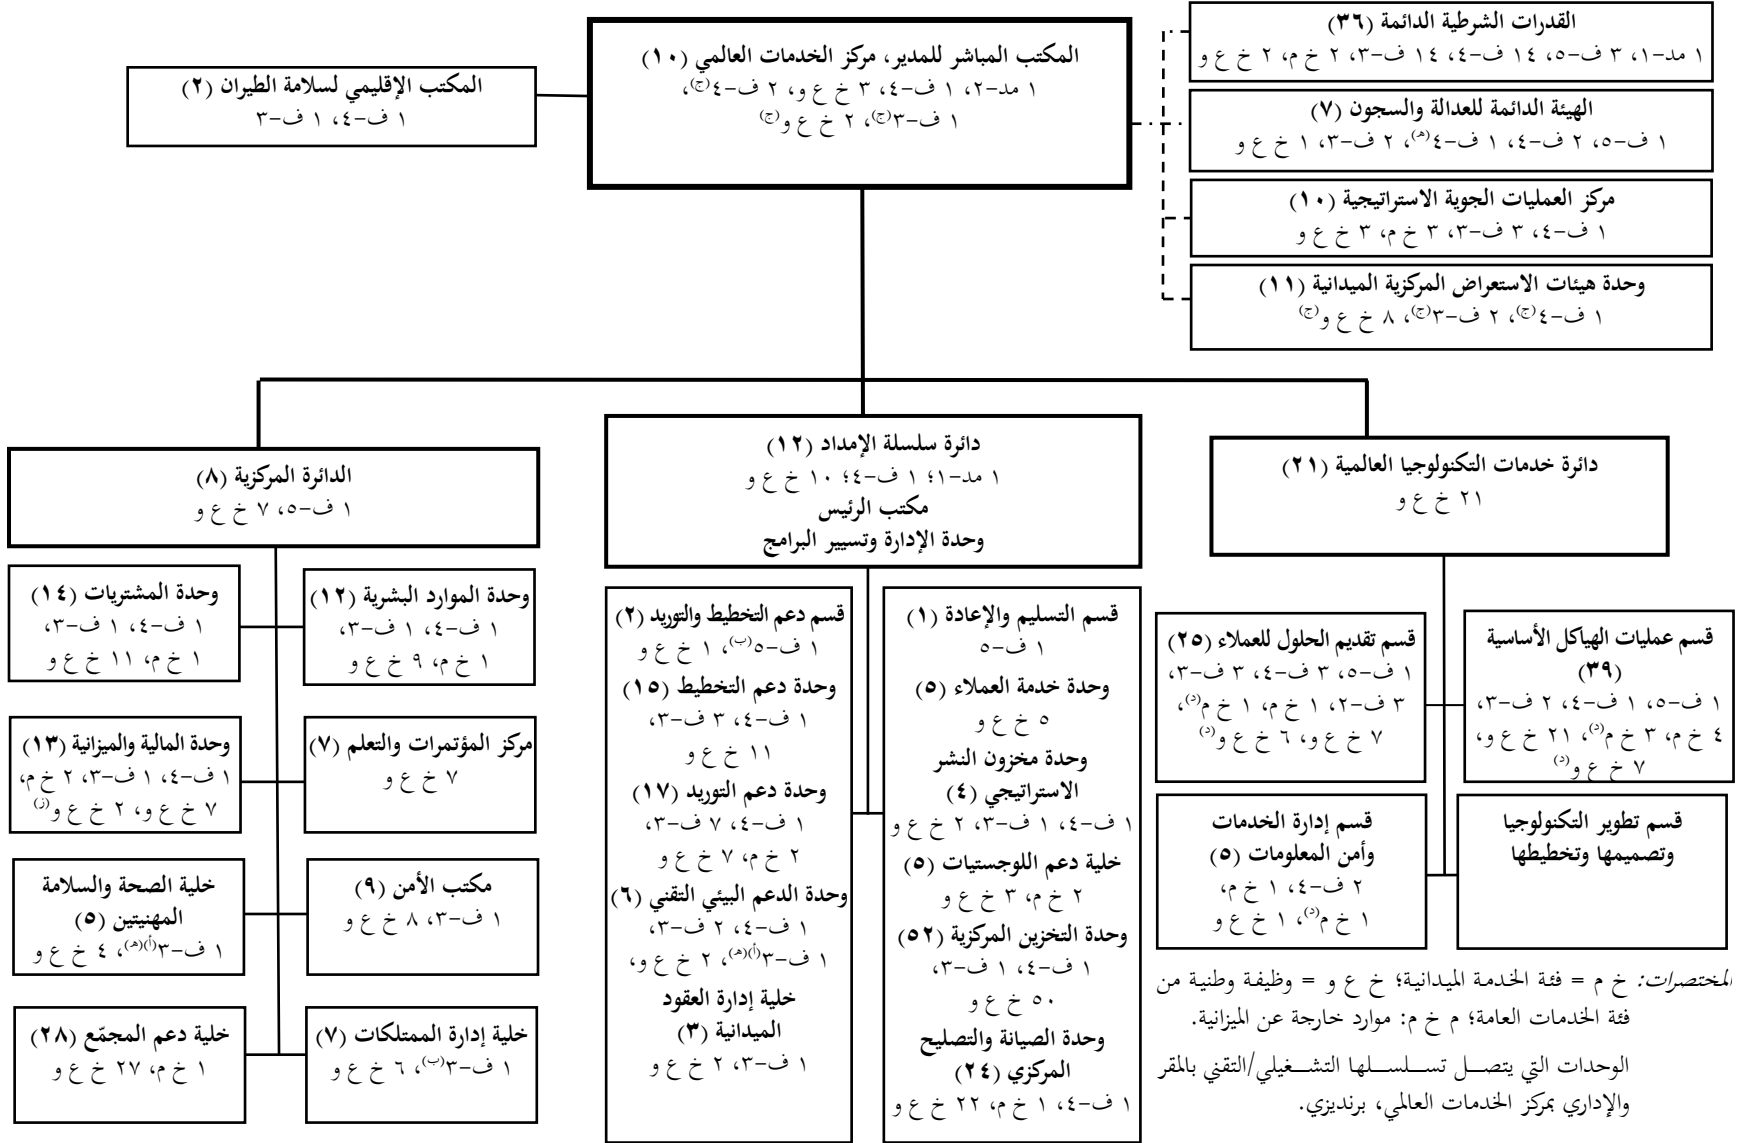 القدرات الشرطية الدائمة (٣٦)
١ مد-١، ٣ ف-٥، ١٤ ف-٤، ١٤ ف-٣، ٢ خ م، ٢ خ ع و
المكتب المباشر للمدير، مركز الخدمات العالمي (١٠)
١ مد-٢، ١ ف-٤، ٣ خ ع و، ٢ ف-٤(ج)،
١ ف-٣(ج)، ٢ خ ع و(ج)
المكتب الإقليمي لسلامة الطيران (٢)
١ ف-٤، ١ ف-٣
الهيئة الدائمة للعدالة والسجون (٧)
١ ف-٥، ٢ ف-٤، ١ ف-٤(ه)، ٢ ف-٣، ١ خ ع و
مركز العمليات الجوية الاستراتيجية (١٠)
١ ف-٤، ٣ ف-٣، ٣ خ م، ٣ خ ع و
وحدة هيئات الاستعراض المركزية الميدانية (١١)
١ ف-٤(ج)، ٢ ف-٣(ج)، ٨ خ ع و(ج)
دائرة خدمات التكنولوجيا العالمية (٢١)
٢١ خ ع و
دائرة سلسلة الإمداد (١٢)
١ مد-١؛ ١ ف-٤؛ ١٠ خ ع و
مكتب الرئيس
وحدة الإدارة وتسيير البرامج
الدائرة المركزية (٨)
١ ف-٥، ٧ خ ع و
قسم عمليات الهياكل الأساسية
(٣٩)
١ ف-٥، ١ ف-٤، ٢ ف-٣،
٤ خ م، ٣ خ م(د)، ٢١ خ ع و،
٧ خ ع و(د)
قسم تقديم الحلول للعملاء (٢٥)
١ ف-٥، ٣ ف-٤، ٣ ف-٣،
٣ ف-٢، ١ خ م، ١ خ م(د)،
٧ خ ع و، ٦ خ ع و(د)
قسم تطوير التكنولوجيا
وتصميمها وتخطيطها
قسم إدارة الخدمات
وأمن المعلومات (٥)
٢ ف-٤، ١ خ م،
١ خ م(د)، ١ خ ع و
قسم التسليم والإعادة (١)
١ ف-٥
وحدة خدمة العملاء (٥)
٥ خ ع و
وحدة مخزون النشر
الاستراتيجي (٤)
١ ف-٤، ١ ف-٣، ٢ خ ع و
خلية دعم اللوجستيات (٥)
٢ خ م، ٣ خ ع و
وحدة التخزين المركزية (٥٢)
١ ف-٤، ١ ف-٣،
٥٠ خ ع و
وحدة الصيانة والتصليح
المركزي (٢٤)
١ ف-٤، ١ خ م، ٢٢ خ ع و
قسم دعم التخطيط والتوريد (٢)
١ ف-٥(ب)، ١ خ ع و
وحدة دعم التخطيط (١٥)
١ ف-٤، ٣ ف-٣،
١١ خ ع و
وحدة دعم التوريد (١٧)
١ ف-٤، ٧ ف-٣،
٢ خ م، ٧ خ ع و
وحدة الدعم البيئي التقني (٦)
١ ف-٤، ٢ ف-٣،
١ ف-٣(أ)(ه)، ٢ خ ع و،
خلية إدارة العقود
الميدانية (٣)
١ ف-٣، ٢ خ ع و
وحدة الموارد البشرية (١٢)
١ ف-٤، ١ ف-٣،
١ خ م، ٩ خ ع و
وحدة المشتريات (١٤)
١ ف-٤، ١ ف-٣،
١ خ م، ١١ خ ع و
مركز المؤتمرات والتعلم (٧)
٧ خ ع و
وحدة المالية والميزانية (١٣)
١ ف-٤، ١ ف-٣، ٢ خ م،
٧ خ ع و، ٢ خ ع و(ز)
مكتب الأمن (٩)
١ ف-٣، ٨ خ ع و
خلية الصحة والسلامة
المهنيتين (٥)
١ ف-٣(أ)(ه)، ٤ خ ع و
خلية إدارة الممتلكات (٧)
١ ف-٣(ب)، ٦ خ ع و
خلية دعم المجمّع (٢٨)
١ خ م، ٢٧ خ ع و
المختصرات: خ م = فئة الخدمة الميدانية؛ خ ع و = وظيفة وطنية من
فئة الخدمات العامة؛ م خ م: موارد خارجة عن الميزانية.
الوحدات التي يتصل تسلسلها التشغيلي/التقني بالمقر
والإداري بمركز الخدمات العالمي، برنديزي.